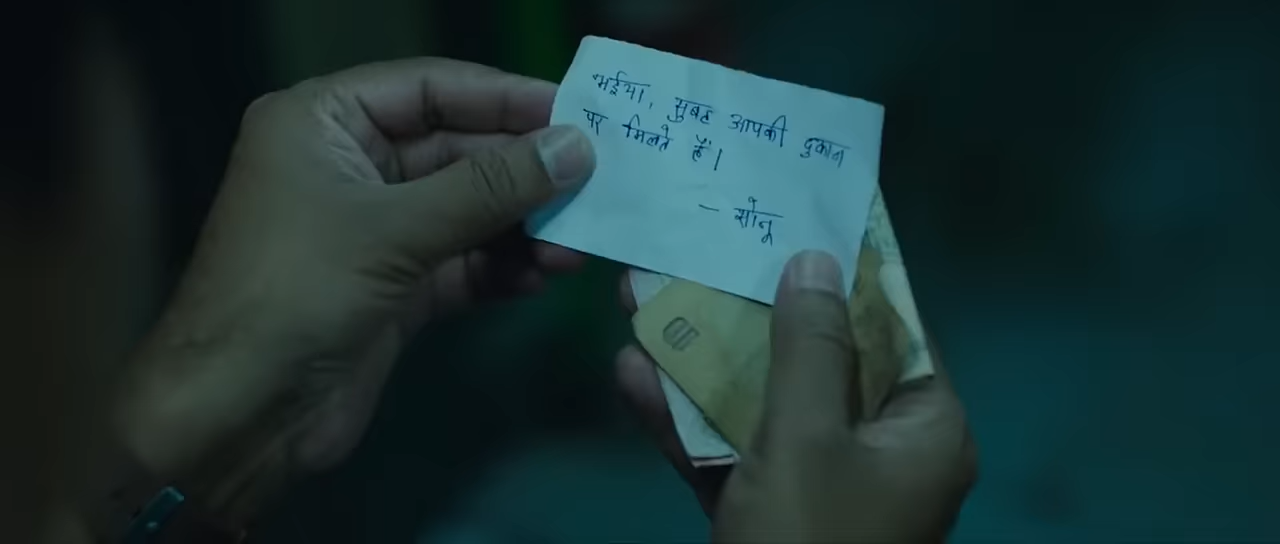 भईया, सुबह आपकी दुकान
पर मिलते हैं।
– सोनू